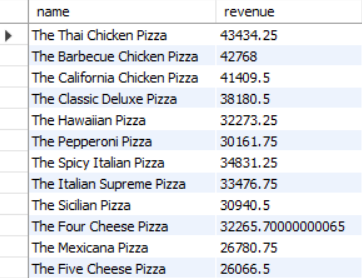 name revenue
The Thai Chicken Pizza 43434.25
The Barbecue Chicken Pizza 42768
The California Chicken Pizza 41409.5
The Classic Deluxe Pizza 38180.5
The Hawaiian Pizza 32273.25
The Pepperoni Pizza 30161.75
The Spicy Italian Pizza 34831.25
The Italian Supreme Pizza 33476.75
The Sicilian Pizza 30940.5
The Four Cheese Pizza 32265.70000000065
The Mexicana Pizza 26780.75
The Five Cheese Pizza 26066.5